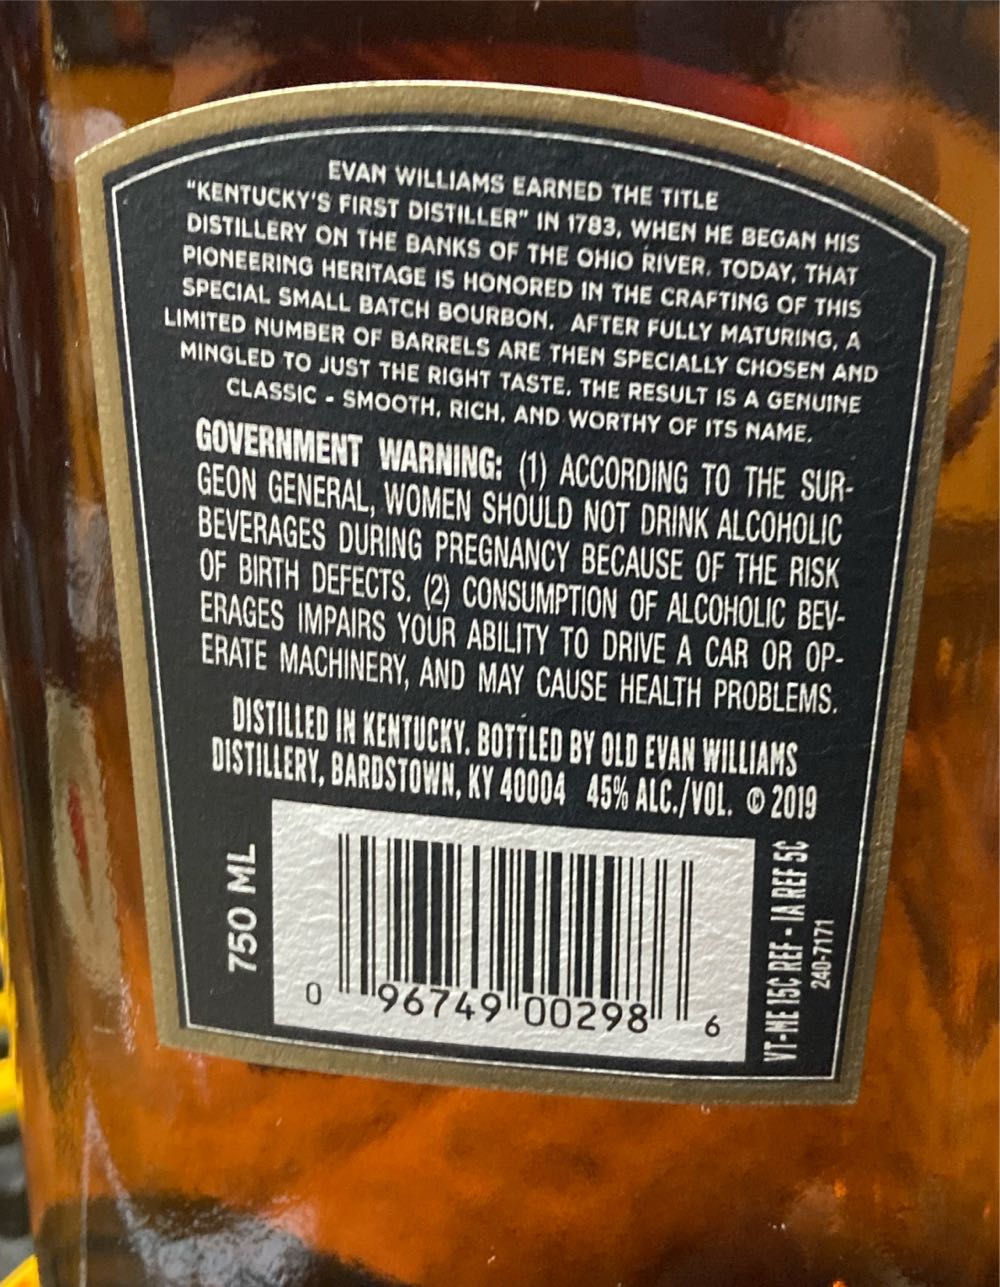 EVAN WILLIAMS EARNED THE TITLE
"KENTUCKY'S FIRST DISTILLER" IN 1783, WHEN HE BEGAN HIS
DISTILLERY ON THE BANKS OF THE OHIO RIVER. TODAY, THAT
PIONEERING HERITAGE IS HONORED IN THE CRAFTING OF THIS
SPECIAL SMALL BATCH BOURBON. AFTER FULLY MATURING, A
LIMITED NUMBER OF BARRELS ARE THEN SPECIALLY CHOSEN AND
MINGLED TO JUST THE RIGHT TASTE. THE RESULT IS A GENUINE
CLASSIC - SMOOTH, RICH, AND WORTHY OF ITS NAME.
GOVERNMENT WARNING: (1) ACCORDING TO THE SUR-
GEON GENERAL, WOMEN SHOULD NOT DRINK ALCOHOLIC
BEVERAGES DURING PREGNANCY BECAUSE OF THE RISK
OF BIRTH DEFECTS. (2) CONSUMPTION OF ALCOHOLIC BEV-
ERAGES IMPAIRS YOUR ABILITY TO DRIVE A CAR OR OP-
ERATE MACHINERY, AND MAY CAUSE HEALTH PROBLEMS.
DISTILLED IN KENTUCKY. BOTTLED BY OLD EVAN WILLIAMS
DISTILLERY, BARDSTOWN, KY 40004 45% ALC./VOL. © 2019
750 ML
0 96749 00298 6
VT-ME 15C REF - IA REF 5C
240-7171